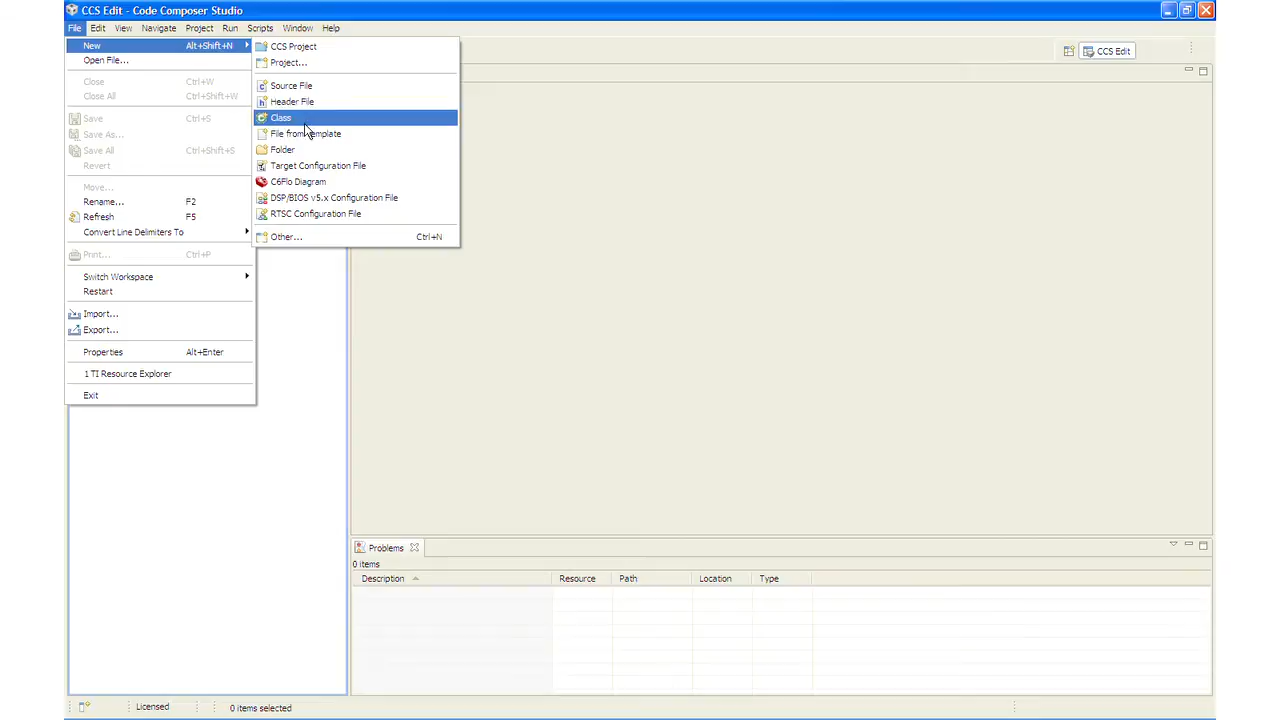 CCS Edit - Code Composer Studio
File Edit View Navigate Project Run Scripts Window Help
New Alt+Shift+N
Open File...
Close Ctrl+W
Close All Ctrl+Shift+W
Save Ctrl+S
Save As...
Save All Ctrl+Shift+S
Revert
Move...
Rename... F2
Refresh F5
Convert Line Delimiters To
Print... Ctrl+P
Switch Workspace
Restart
Import...
Export...
Properties Alt+Enter
1 TI Resource Explorer
Exit
CCS Project
Project...
Source File
Header File
Class
File from Template
Folder
Target Configuration File
C6Flo Diagram
DSP/BIOS v5.x Configuration File
RTSC Configuration File
Other... Ctrl+N
CCS Edit
Problems
0 items
Description Resource Path Location Type
Licensed 0 items selected